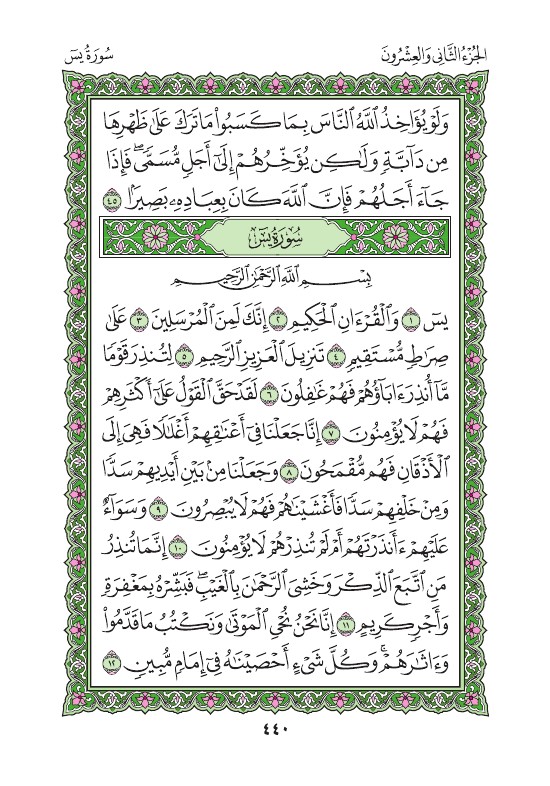 الجُزْءُ الثَّانِي وَالعِشْرُونَ
سُورَةُ يسٓ
وَلَوْ يُؤَاخِذُ ٱللَّهُ ٱلنَّاسَ بِمَا كَسَبُوا۟ مَا تَرَكَ عَلَىٰ ظَهْرِهَا
مِن دَآبَّةٍ وَلَٰكِن يُؤَخِّرُهُمْ إِلَىٰٓ أَجَلٍ مُّسَمًّى ۖ فَإِذَا
جَآءَ أَجَلُهُمْ فَإِنَّ ٱللَّهَ كَانَ بِعِبَادِهِۦ بَصِيرًۢا ٤٥
سُورَةُ يسٓ
بِسْمِ ٱللَّهِ ٱلرَّحْمَٰنِ ٱلرَّحِيمِ
يسٓ ١ وَٱلْقُرْءَانِ ٱلْحَكِيمِ ٢ إِنَّكَ لَمِنَ ٱلْمُرْسَلِينَ ٣ عَلَىٰ
صِرَٰطٍ مُّسْتَقِيمٍ ٤ تَنزِيلَ ٱلْعَزِيزِ ٱلرَّحِيمِ ٥ لِتُنذِرَ قَوْمًا
مَّآ أُنذِرَ ءَابَآؤُهُمْ فَهُمْ غَٰفِلُونَ ٦ لَقَدْ حَقَّ ٱلْقَوْلُ عَلَىٰٓ أَكْثَرِهِمْ
فَهُمْ لَا يُؤْمِنُونَ ٧ إِنَّا جَعَلْنَا فِىٓ أَعْنَٰقِهِمْ أَغْلَٰلًا فَهِىَ إِلَى
ٱلْأَذْقَانِ فَهُم مُّقْمَحُونَ ٨ وَجَعَلْنَا مِنۢ بَيْنِ أَيْدِيهِمْ سَدًّا
وَمِنْ خَلْفِهِمْ سَدًّا فَأَغْشَيْنَٰهُمْ فَهُمْ لَا يُبْصِرُونَ ٩ وَسَوَآءٌ
عَلَيْهِمْ ءَأَنذَرْتَهُمْ أَمْ لَمْ تُنذِرْهُمْ لَا يُؤْمِنُونَ ١٠ إِنَّمَا تُنذِرُ
مَنِ ٱتَّبَعَ ٱلذِّكْرَ وَخَشِىَ ٱلرَّحْمَٰنَ بِٱلْغَيْبِ ۖ فَبَشِّرْهُ بِمَغْفِرَةٍ
وَأَجْرٍ كَرِيمٍ ١١ إِنَّا نَحْنُ نُحْىِ ٱلْمَوْتَىٰ وَنَكْتُبُ مَا قَدَّمُوا۟
وَءَاثَٰرَهُمْ ۚ وَكُلَّ شَىْءٍ أَحْصَيْنَٰهُ فِىٓ إِمَامٍ مُّبِينٍ ١٢
٤٤٠